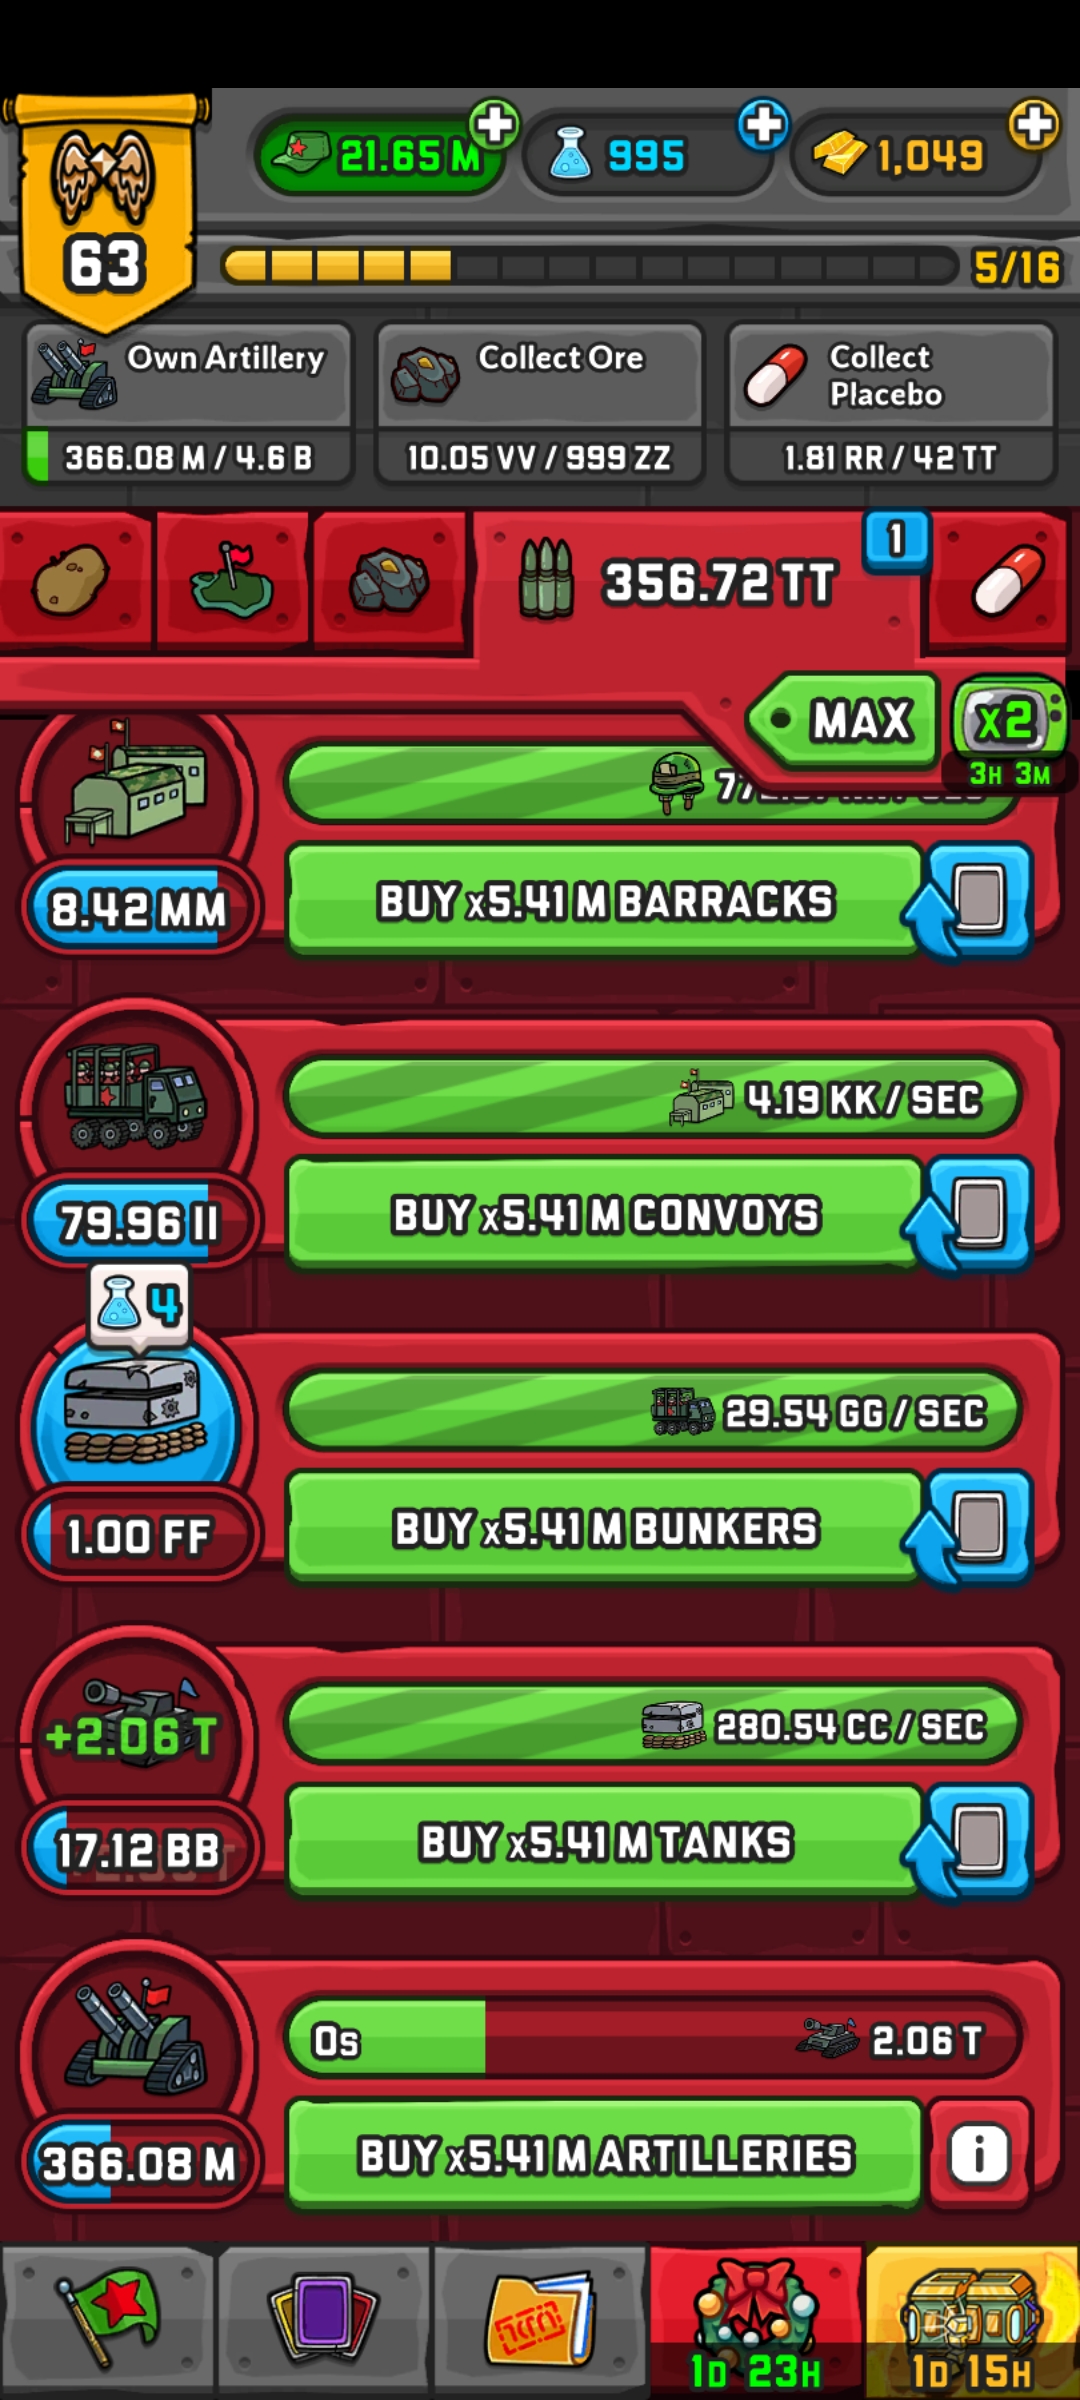 21.65 M
995
1,049
63
5/16
Own Artillery
366.08 M / 4.6 B
Collect Ore
10.05 VV / 999 ZZ
Collect
Placebo
1.81 RR / 42 TT
356.72 TT
1
MAX
x2
3H 3M
8.42 MM
BUY x5.41 M BARRACKS
4.19 KK / SEC
79.96 II
BUY x5.41 M CONVOYS
4
29.54 GG / SEC
1.00 FF
BUY x5.41 M BUNKERS
+2.06 T
280.54 CC / SEC
17.12 BB
BUY x5.41 M TANKS
0s
2.06 T
366.08 M
BUY x5.41 M ARTILLERIES
i
1D 23H
1D 15H